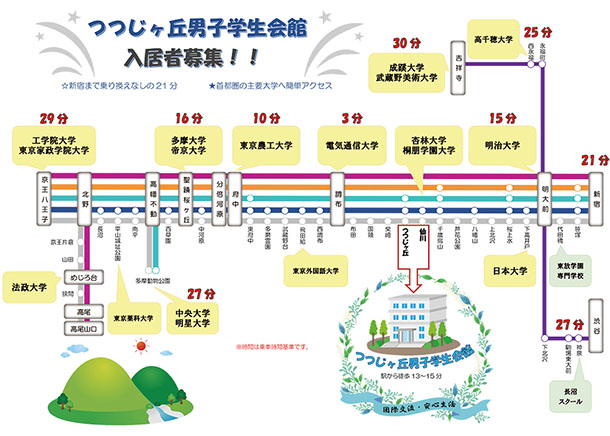 つつじヶ丘男子学生会館
入居者募集！！
☆新宿まで乗り換えなしの21分
★首都圏の主要大学へ簡単アクセス
30分
成蹊大学
武蔵野美術大学
吉祥寺
高千穂大学
25分
西永福
永福町
29分
工学院大学
東京家政学院大学
16分
多摩大学
帝京大学
10分
東京農工大学
3分
電気通信大学
杏林大学
桐朋学園大学
15分
明治大学
21分
京王八王子
北野
高幡不動
聖蹟桜ヶ丘
分倍河原
府中
調布
明大前
新宿
長沼
平山城址公園
南平
百草園
中河原
東府中
多磨霊園
武蔵野台
飛田給
西調布
布田
国領
柴崎
つつじヶ丘
仙川
千歳烏山
芦花公園
八幡山
上北沢
桜上水
下高井戸
代田橋
笹塚
京王片倉
山田
めじろ台
狭間
高尾
高尾山口
法政大学
多摩動物公園
東京薬科大学
27分
中央大学
明星大学
東京外国語大学
日本大学
東放学園
専門学校
下北沢
駒場東大前
神泉
渋谷
27分
長沼
スクール
※時間は乗車時間基準です。
つつじヶ丘男子学生会館
駅から徒歩13～15分
国際交流・安心生活